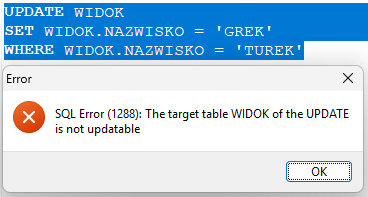 UPDATE WIDOK
SET WIDOK.NAZWISKO = 'GREK'
WHERE WIDOK.NAZWISKO = 'TUREK'
Error
SQL Error (1288): The target table WIDOK of the UPDATE
is not updatable
OK